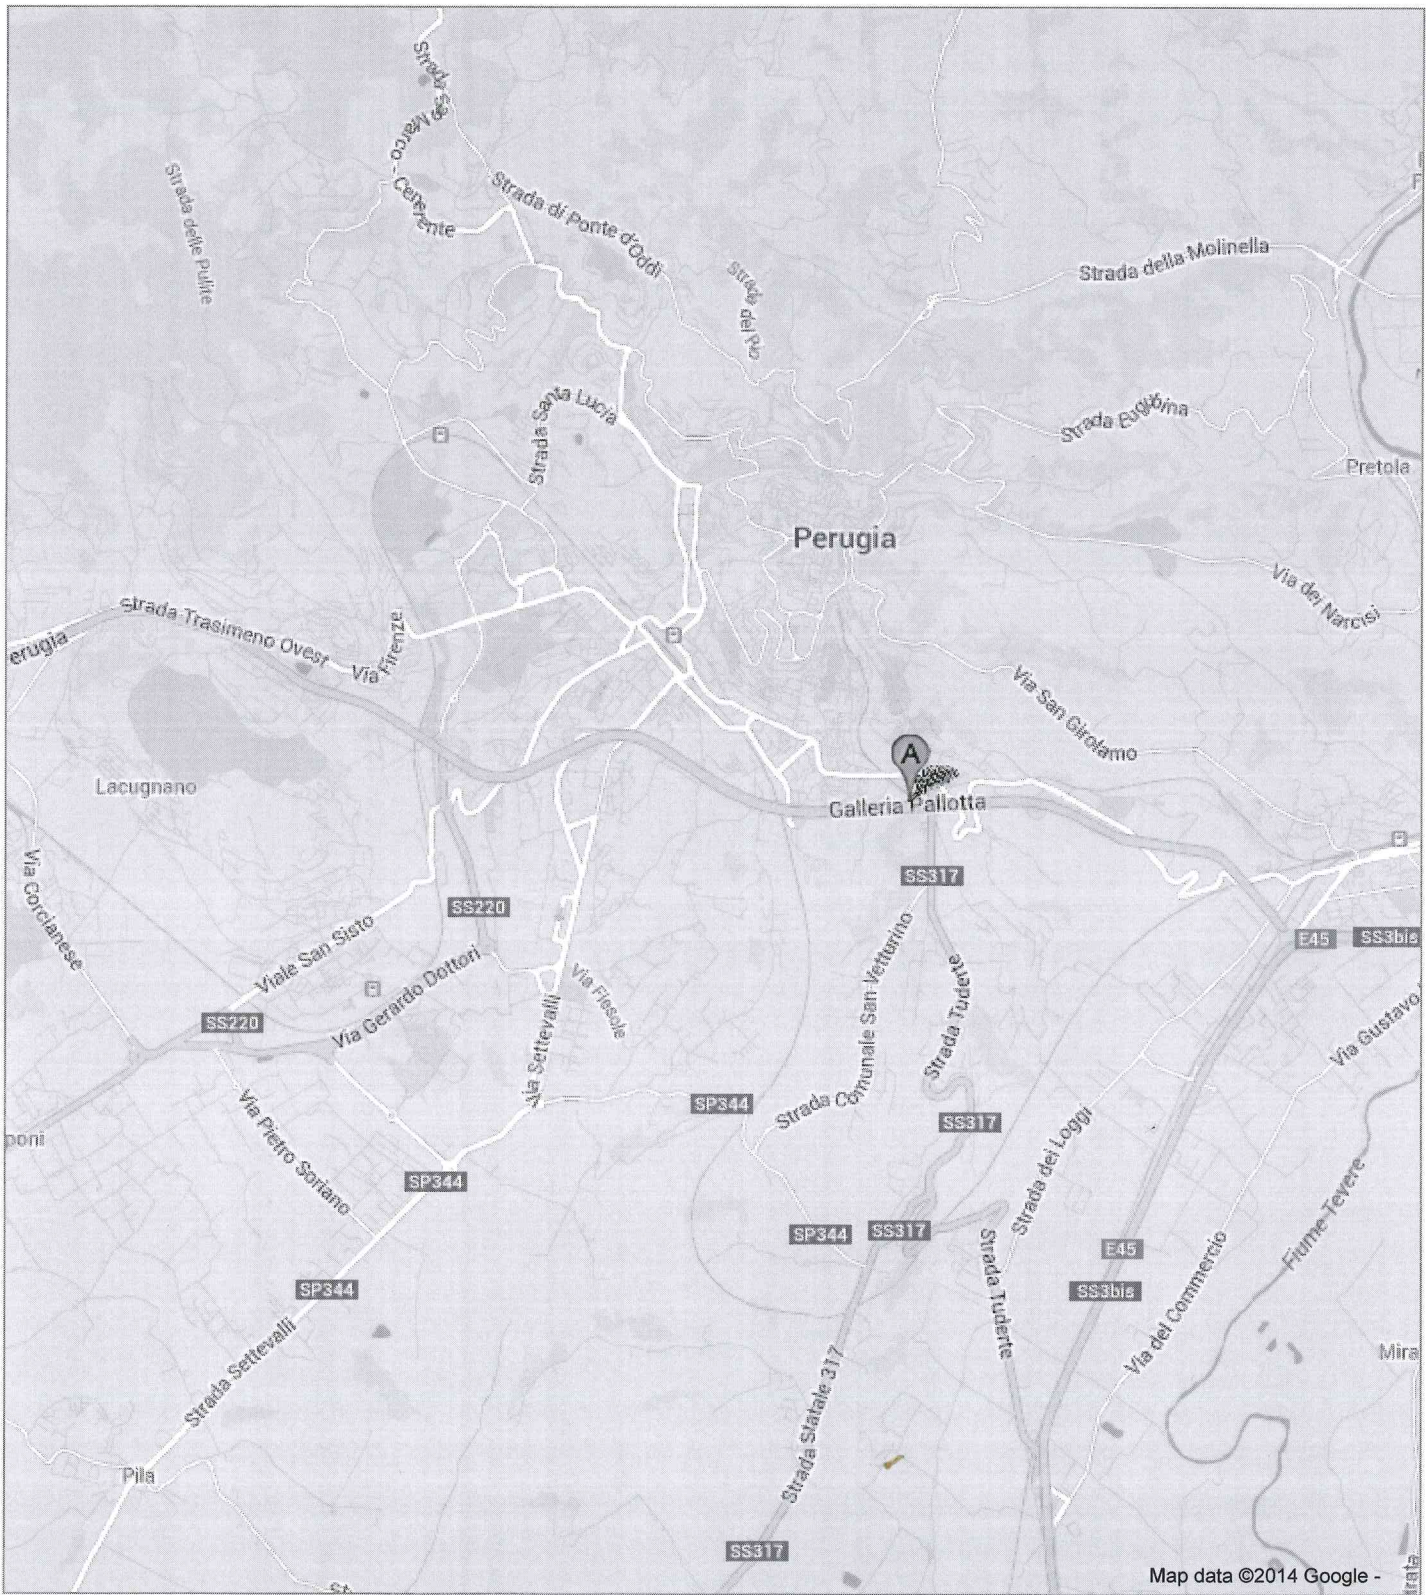 Strada San Marco - Cenerente
Strada delle Pulite
Strada di Ponte d'Oddi
Strada del Rio
Strada della Molinella
Strada Santa Lucia
Strada Eugubina
Pretola
Perugia
Via dei Narcisi
Strada Trasimeno Ovest
erugia
Via Firenze
Via San Girolamo
A
Lacugnano
Galleria Pallotta
Via Corcianese
SS317
SS220
Viale San Sisto
E45
SS3bis
Via Gerardo Dottori
Via Fiesole
Strada Comunale San Vetturino
Strada Tuderte
SS220
Via Settevalli
Via Gustavo
SP344
SS317
Via Pietro Soriano
poni
Strada dei Loggi
SP344
Fiume Tevere
SP344
SS317
Strada Tuderte
E45
SP344
SS3bis
Via del Commercio
Strada Settevalli
Mira
Strada Statale 317
Pila
SS317
Map data ©2014 Google -